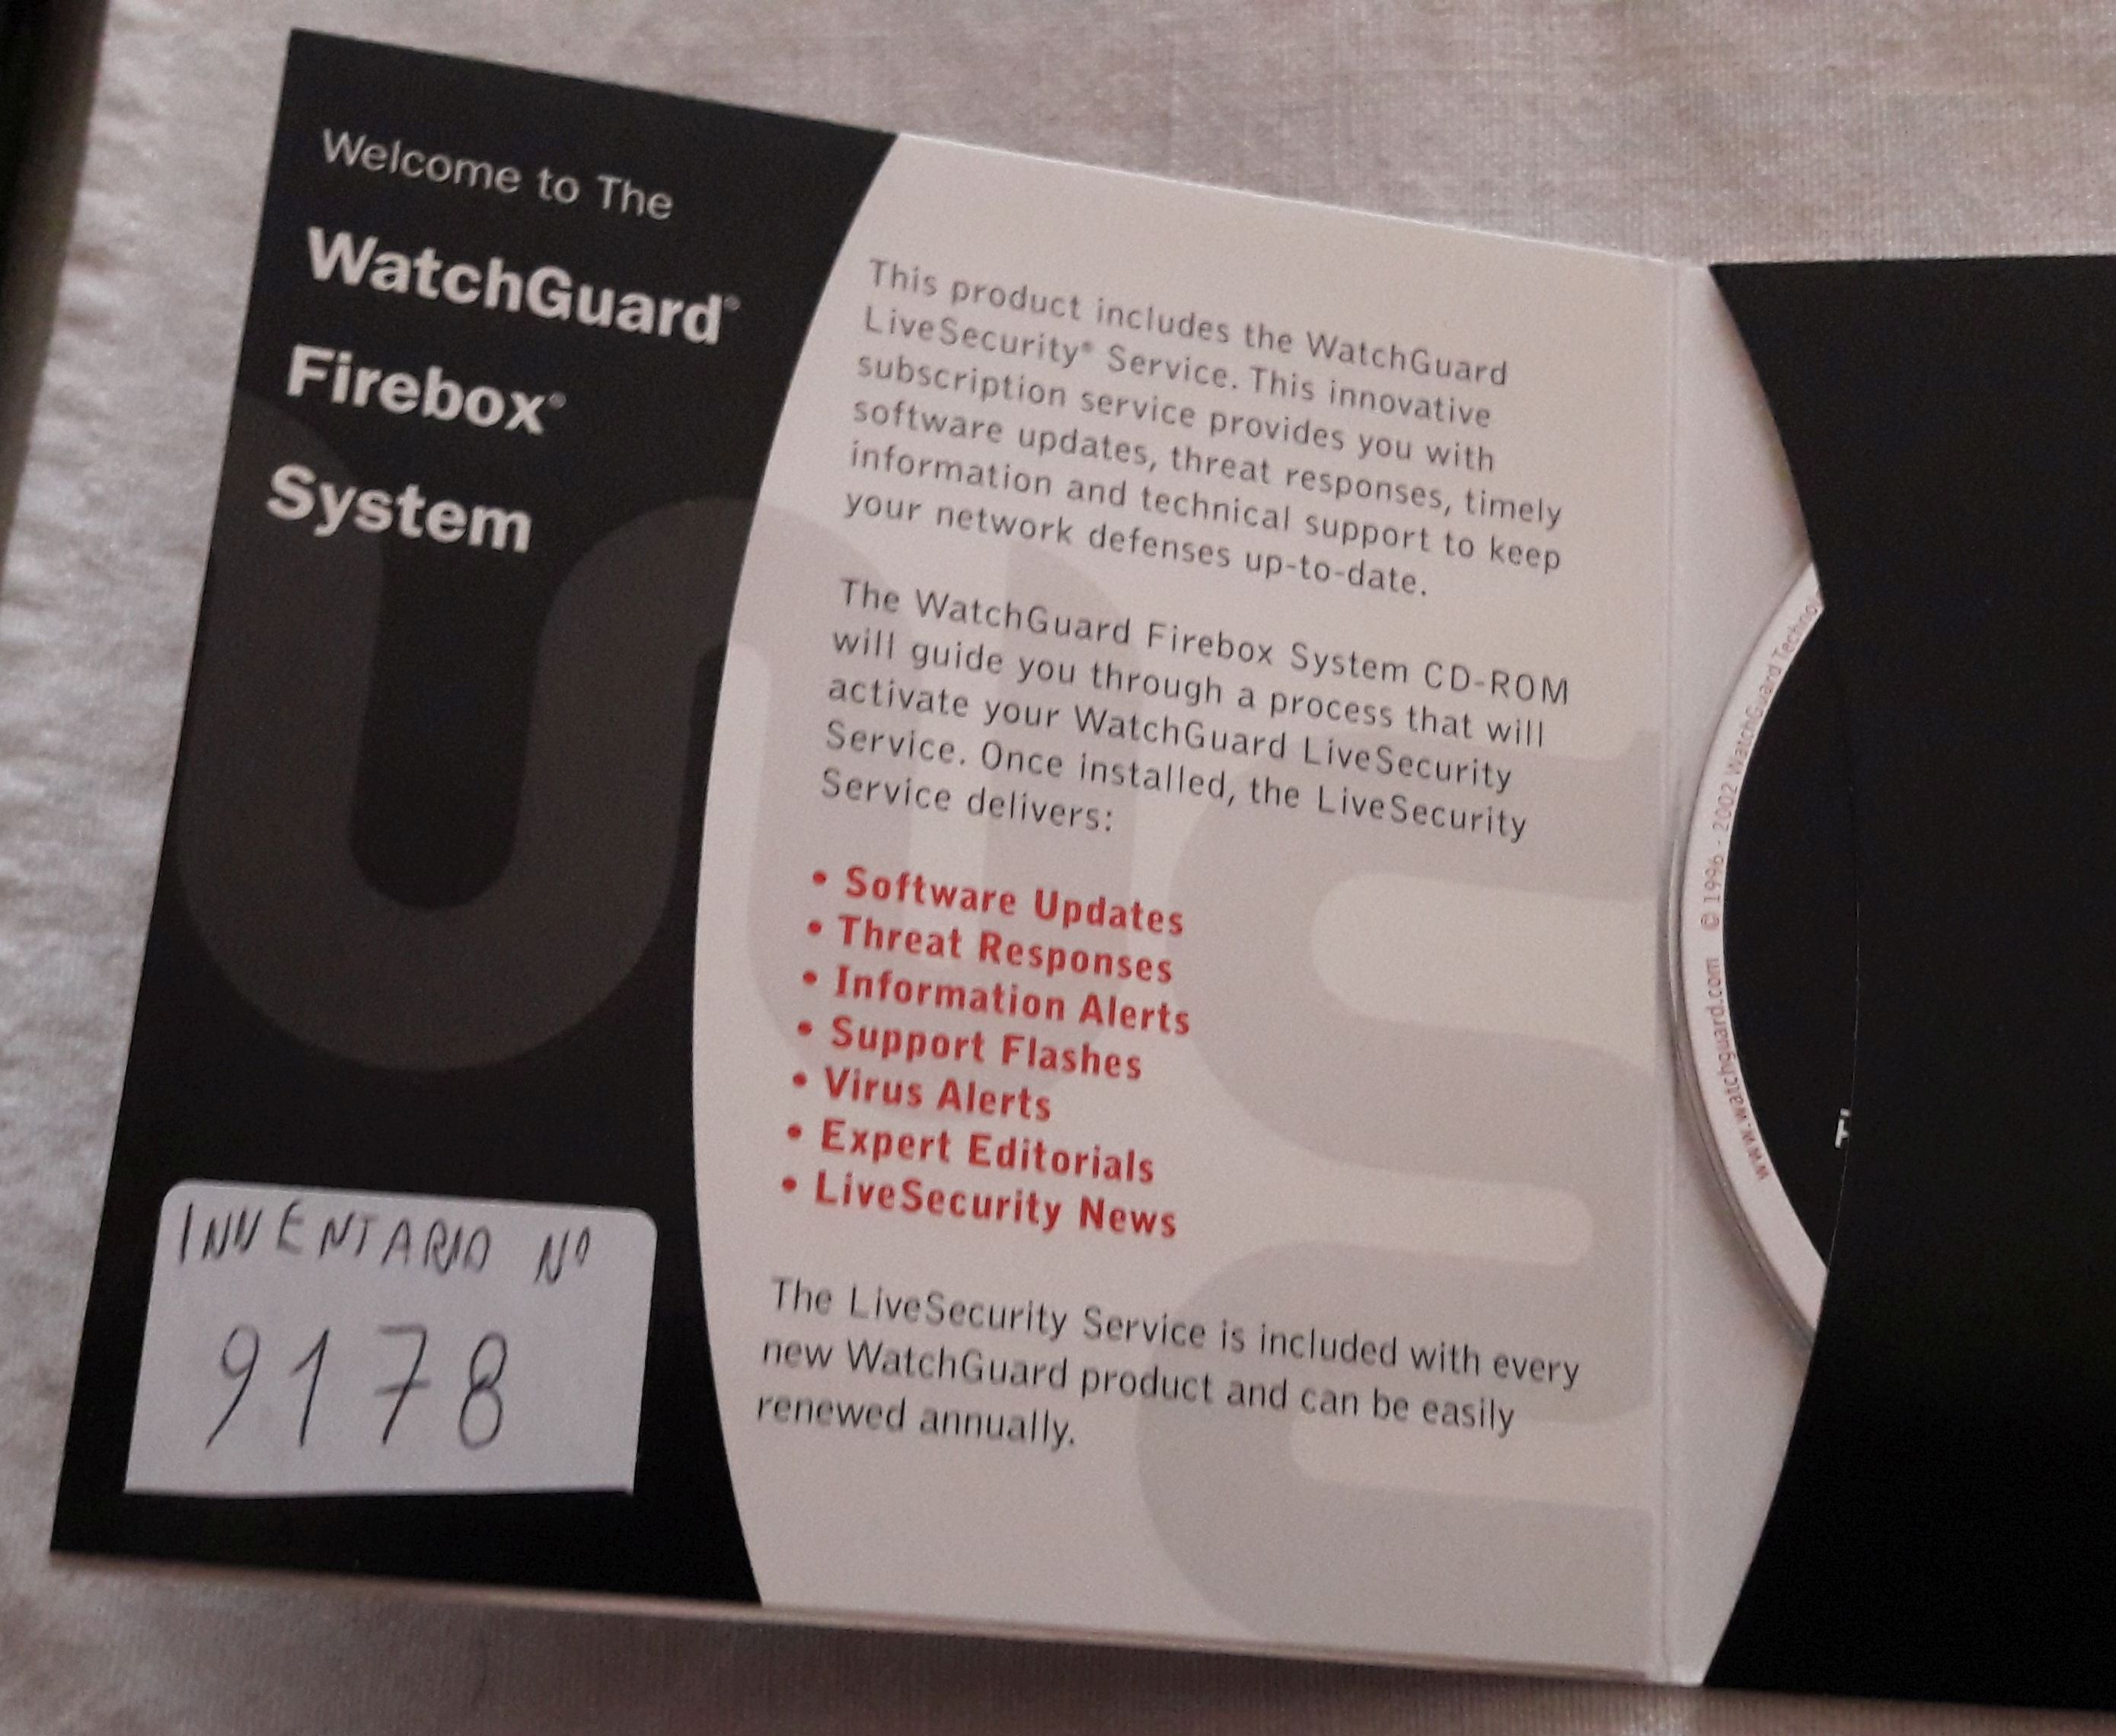 Welcome to The
WatchGuard®
Firebox®
System
This product includes the WatchGuard
LiveSecurity® Service. This innovative
subscription service provides you with
software updates, threat responses, timely
information and technical support to keep
your network defenses up-to-date.
The WatchGuard Firebox System CD-ROM
will guide you through a process that will
activate your WatchGuard LiveSecurity
Service. Once installed, the LiveSecurity
Service delivers:
• Software Updates
• Threat Responses
• Information Alerts
• Support Flashes
• Virus Alerts
• Expert Editorials
• LiveSecurity News
The LiveSecurity Service is included with every
new WatchGuard product and can be easily
renewed annually.
INVENTARIO Nº
9178
www.watchguard.com © 1996 - 2002 WatchGuard Techno